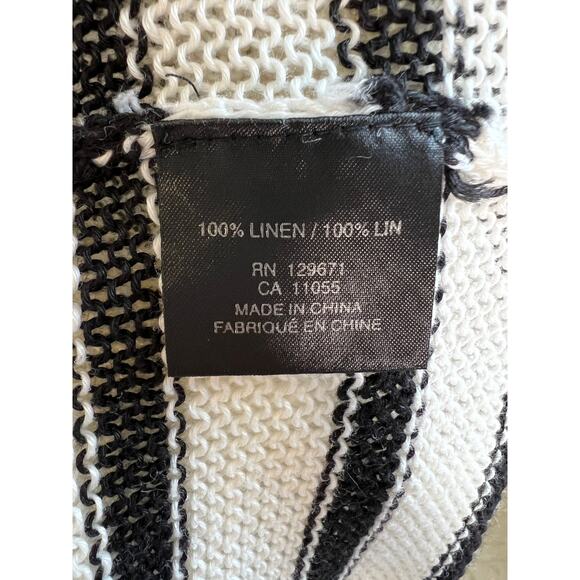 100% LINEN / 100% LIN
RN 129671
CA 11055
MADE IN CHINA
FABRIQUÉ EN CHINE